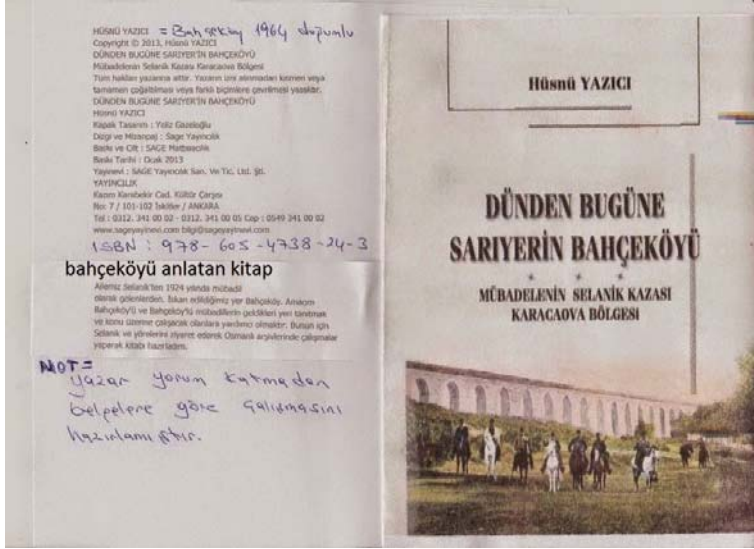 HÜSNÜ YAZICI = Bahçeköy 1964 doğumlu
Copyright © 2013, Hüsnü YAZICI
DÜNDEN BUGÜNE SARIYER'İN BAHÇEKÖYÜ
Mübadelenin Selanik Kazası Karacaova Bölgesi
Tüm hakları yazarına aittir. Yazarın izni alınmadan kısmen veya
tamamen çoğaltılması veya farklı biçimlere çevrilmesi yasaktır.
DÜNDEN BUGÜNE SARIYER'İN BAHÇEKÖYÜ
Hüsnü YAZICI
Kapak Tasarım : Yeliz Gazeloğlu
Dizgi ve Mizanpaj : Sage Yayıncılık
Baskı ve Cilt : SAGE Matbaacılık
Baskı Tarihi : Ocak 2013
Yayınevi : SAGE Yayıncılık San. Ve Tic. Ltd. Şti.
YAYINCILIK
Kazım Karabekir Cad. Kültür Çarşısı
No: 7 / 101-102 İskitler / ANKARA
Tel : 0312. 341 00 02 - 0312. 341 00 05 Cep : 0549 341 00 02
www.sageyayinevi.com bilgi@sageyayinevi.com
ISBN : 978-605-4738-24-3
bahçeköyü anlatan kitap
Ailemiz Selanik'ten 1924 yılında mübadil
olarak gelenlerden. İskan edildiğimiz yer Bahçeköy. Amacım
Bahçeköy'ü ve Bahçeköy'lü mübadillerin geldikleri yeri tanıtmak
ve konu üzerine çalışacak olanlara yardımcı olmaktır. Bunun için
Selanik ve yörelerini ziyaret ederek Osmanlı arşivlerinde çalışmalar
yaparak kitabı hazırladım.
NOT=
yazar yorum katmadan
belgelere göre çalışmasını
hazırlamıştır.
Hüsnü YAZICI
DÜNDEN BUGÜNE
SARIYERİN BAHÇEKÖYÜ
MÜBADELENİN SELANİK KAZASI
KARACAOVA BÖLGESİ